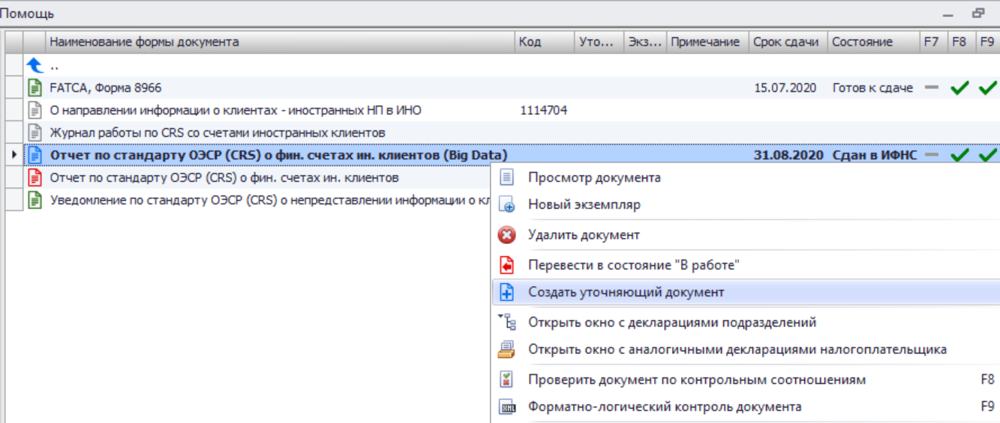 Помощь
Наименование формы документа Код Уто... Экз... Примечание Срок сдачи Состояние F7 F8 F9
..
FATCA, Форма 8966 15.07.2020 Готов к сдаче
О направлении информации о клиентах - иностранных НП в ИНО 1114704
Журнал работы по CRS со счетами иностранных клиентов
Отчет по стандарту ОЭСР (CRS) о фин. счетах ин. клиентов (Big Data) 31.08.2020 Сдан в ИФНС
Отчет по стандарту ОЭСР (CRS) о фин. счетах ин. клиентов
Уведомление по стандарту ОЭСР (CRS) о непредставлении информации о кл
Просмотр документа
Новый экземпляр
Удалить документ
Перевести в состояние "В работе"
Создать уточняющий документ
Открыть окно с декларациями подразделений
Открыть окно с аналогичными декларациями налогоплательщика
Проверить документ по контрольным соотношениям F8
Форматно-логический контроль документа F9